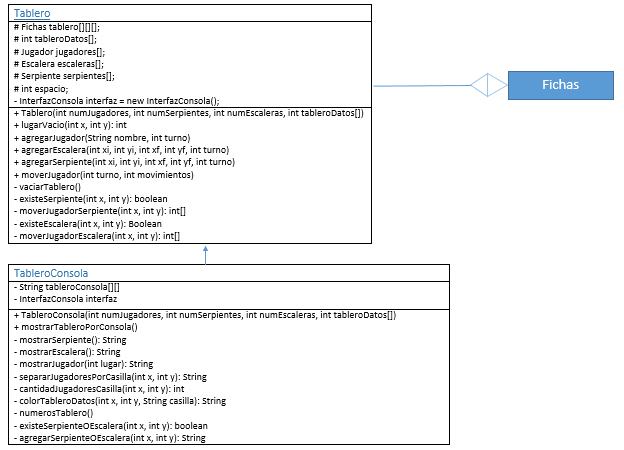 Tablero
# Fichas tablero[][][];
# int tableroDatos[];
# Jugador jugadores[];
# Escalera escaleras[];
# Serpiente serpientes[];
# int espacio;
- InterfazConsola interfaz = new InterfazConsola();
+ Tablero(int numJugadores, int numSerpientes, int numEscaleras, int tableroDatos[])
+ lugarVacio(int x, int y): int
+ agregarJugador(String nombre, int turno)
+ agregarEscalera(int xi, int yi, int xf, int yf, int turno)
+ agregarSerpiente(int xi, int yi, int xf, int yf, int turno)
+ moverJugador(int turno, int movimientos)
- vaciarTablero()
- existeSerpiente(int x, int y): boolean
- moverJugadorSerpiente(int x, int y): int[]
- existeEscalera(int x, int y): Boolean
- moverJugadorEscalera(int x, int y): int[]
Fichas
TableroConsola
- String tableroConsola[][]
- InterfazConsola interfaz
+ TableroConsola(int numJugadores, int numSerpientes, int numEscaleras, int tableroDatos[])
+ mostrarTableroPorConsola()
- mostrarSerpiente(): String
- mostrarEscalera(): String
- mostrarJugador(int lugar): String
- separarJugadoresPorCasilla(int x, int y): String
- cantidadJugadoresCasilla(int x, int y): int
- colorTableroDatos(int x, int y, String casilla): String
- numerosTablero()
- existeSerpienteOEscalera(int x, int y): boolean
- agregarSerpienteOEscalera(int x, int y): String